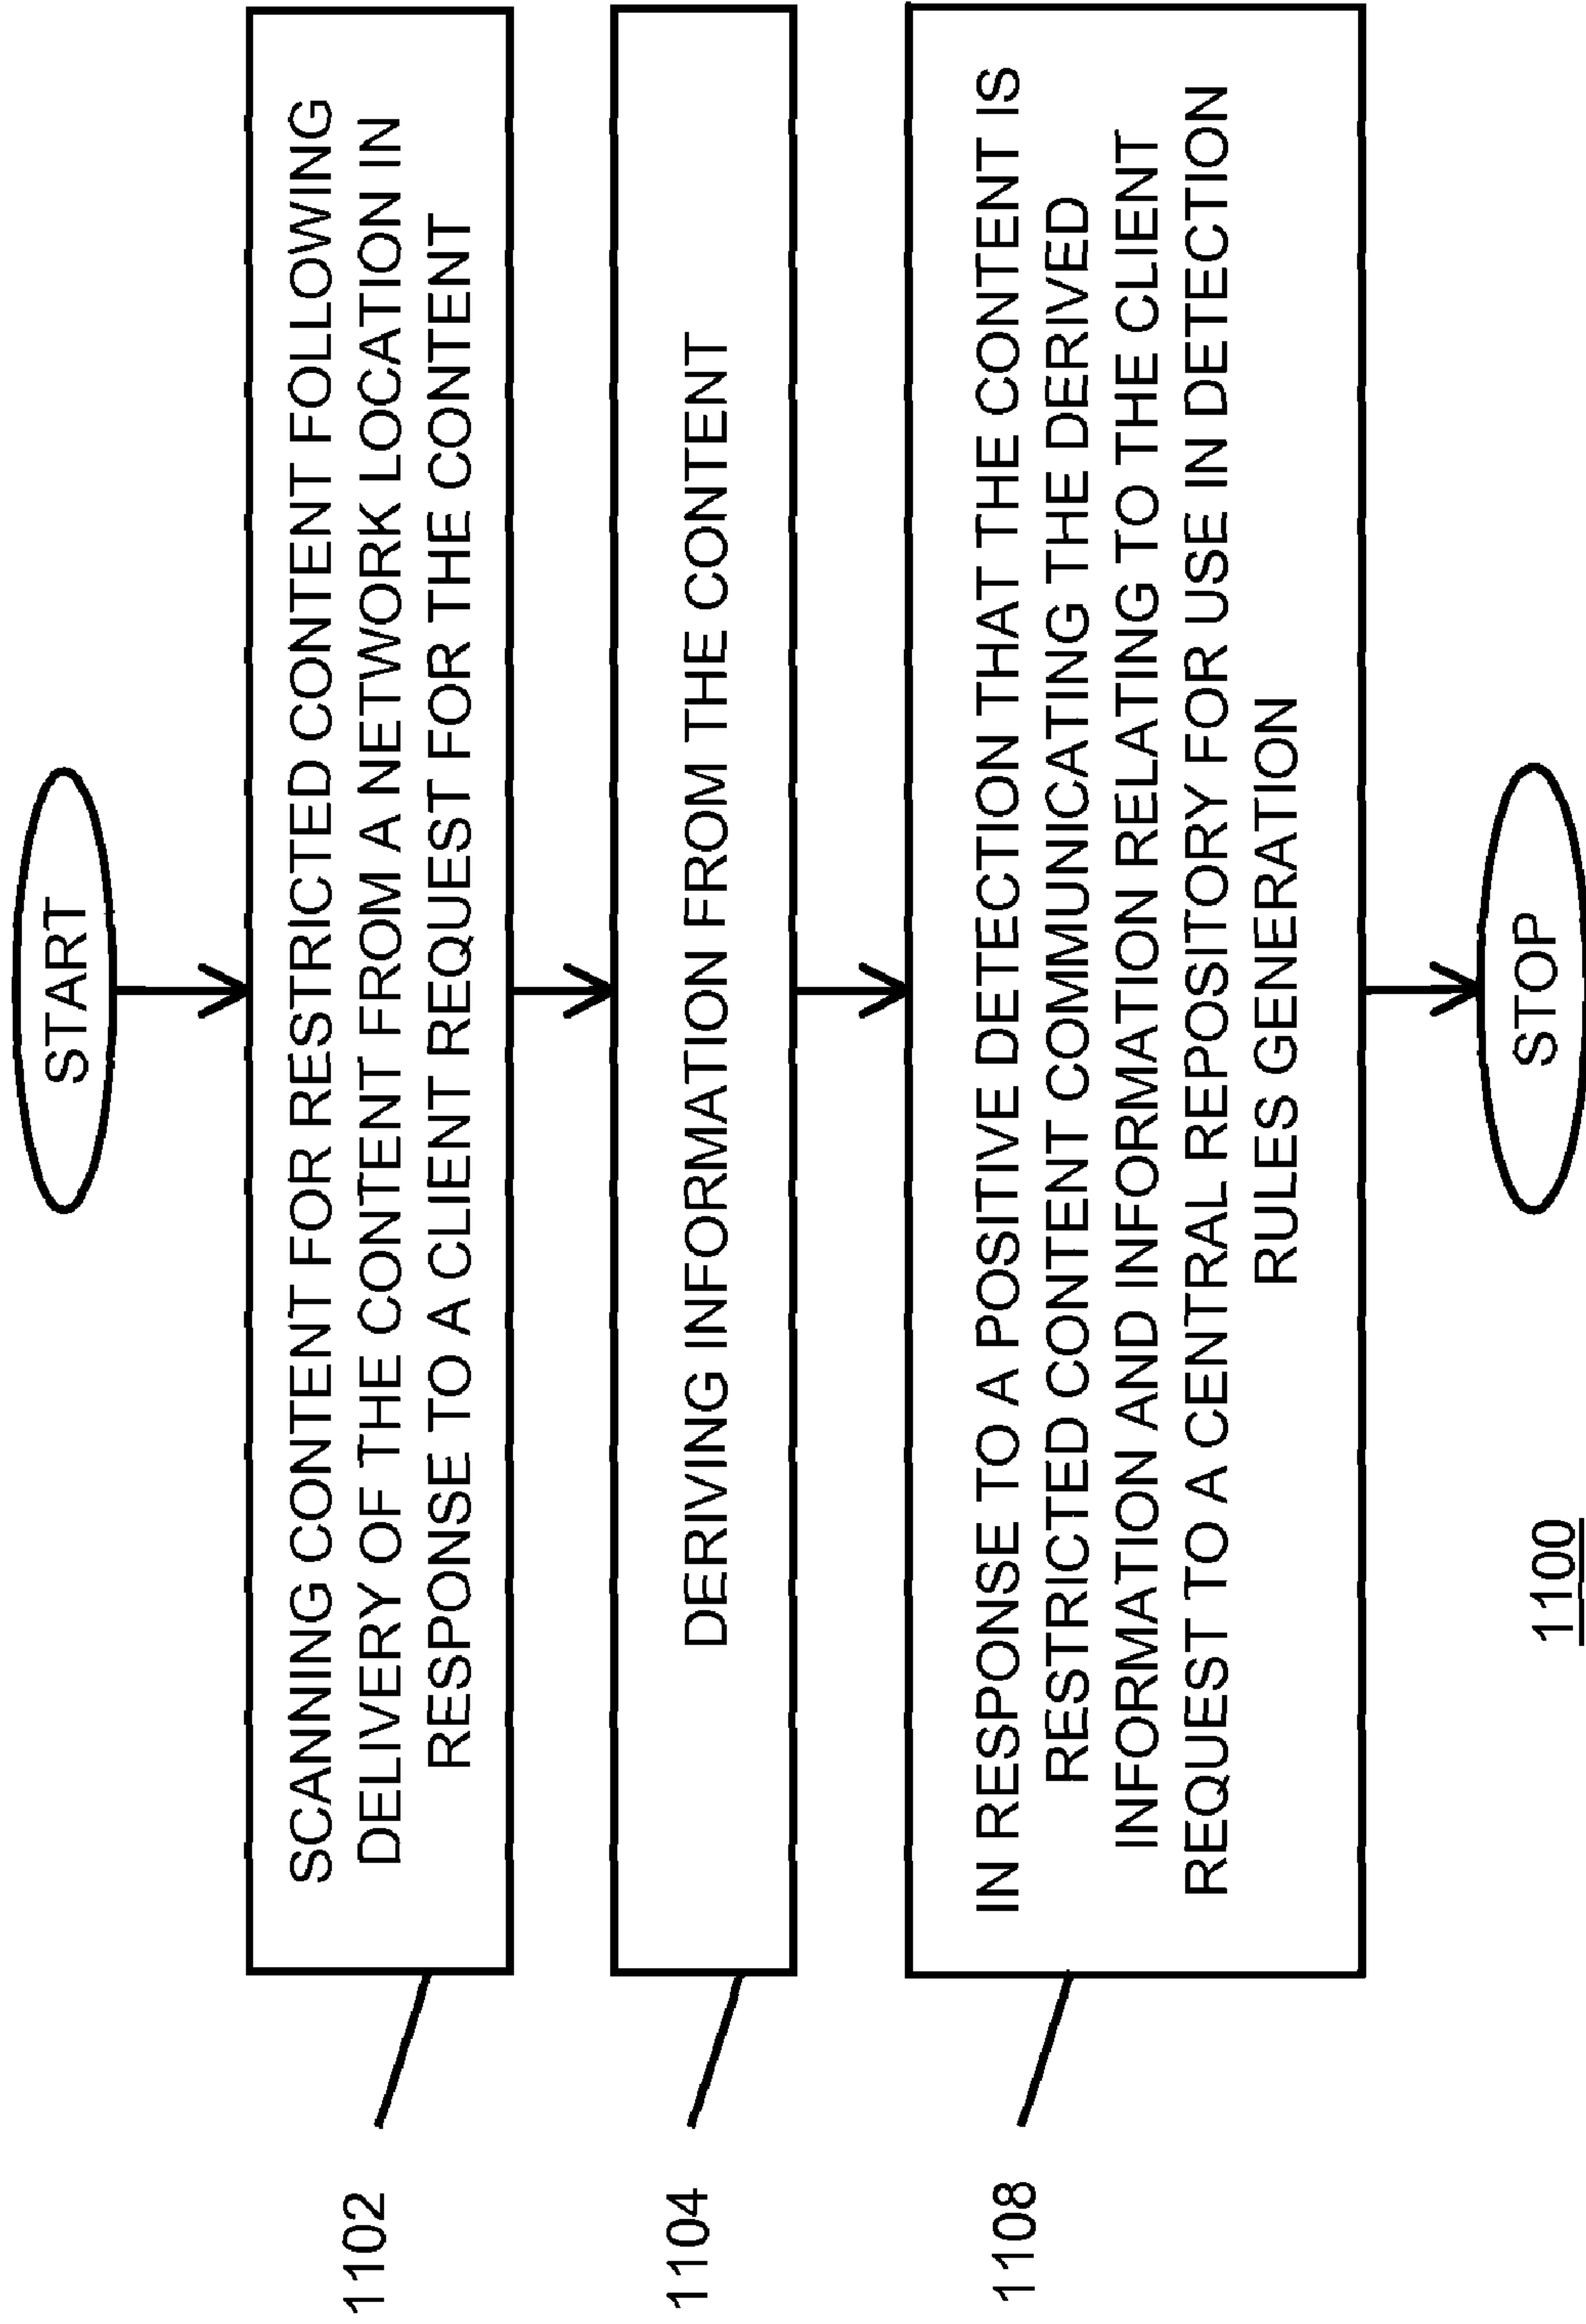 START
1102
SCANNING CONTENT FOR RESTRICTED CONTENT FOLLOWING
DELIVERY OF THE CONTENT FROM A NETWORK LOCATION IN
RESPONSE TO A CLIENT REQUEST FOR THE CONTENT
1104
DERIVING INFORMATION FROM THE CONTENT
1108
IN RESPONSE TO A POSITIVE DETECTION THAT THE CONTENT IS
RESTRICTED CONTENT COMMUNICATING THE DERIVED
INFORMATION AND INFORMATION RELATING TO THE CLIENT
REQUEST TO A CENTRAL REPOSITORY FOR USE IN DETECTION
RULES GENERATION
STOP
1100